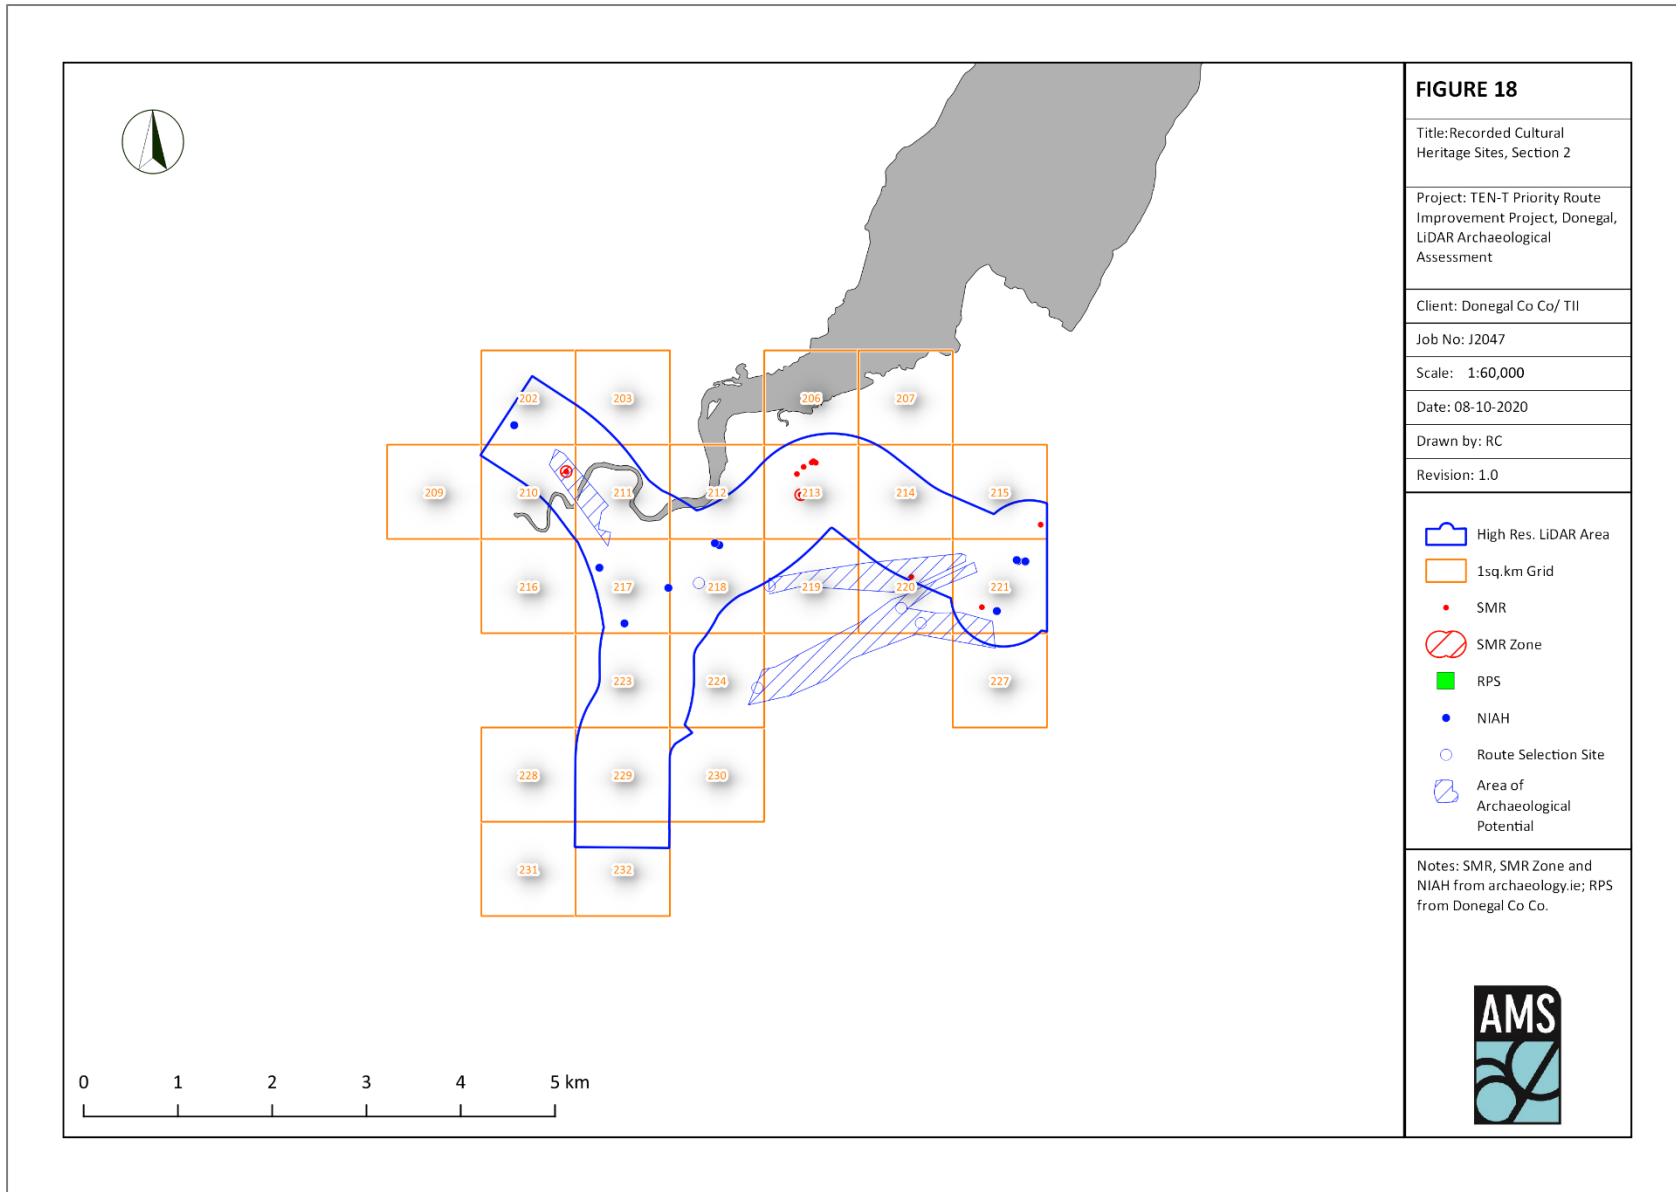 FIGURE 18
Title:Recorded Cultural
Heritage Sites, Section 2
Project: TEN-T Priority Route
Improvement Project, Donegal,
LiDAR Archaeological
Assessment
Client: Donegal Co Co/ TII
Job No: J2047
Scale: 1:60,000
Date: 08-10-2020
Drawn by: RC
Revision: 1.0
High Res. LiDAR Area
1sq.km Grid
SMR
SMR Zone
RPS
NIAH
Route Selection Site
Area of
Archaeological
Potential
Notes: SMR, SMR Zone and
NIAH from archaeology.ie; RPS
from Donegal Co Co.
AMS
202 203 206 207
209 210 211 212 213 214 215
216 217 218 219 220 221
223 224 227
228 229 230
231 232
0 1 2 3 4 5 km